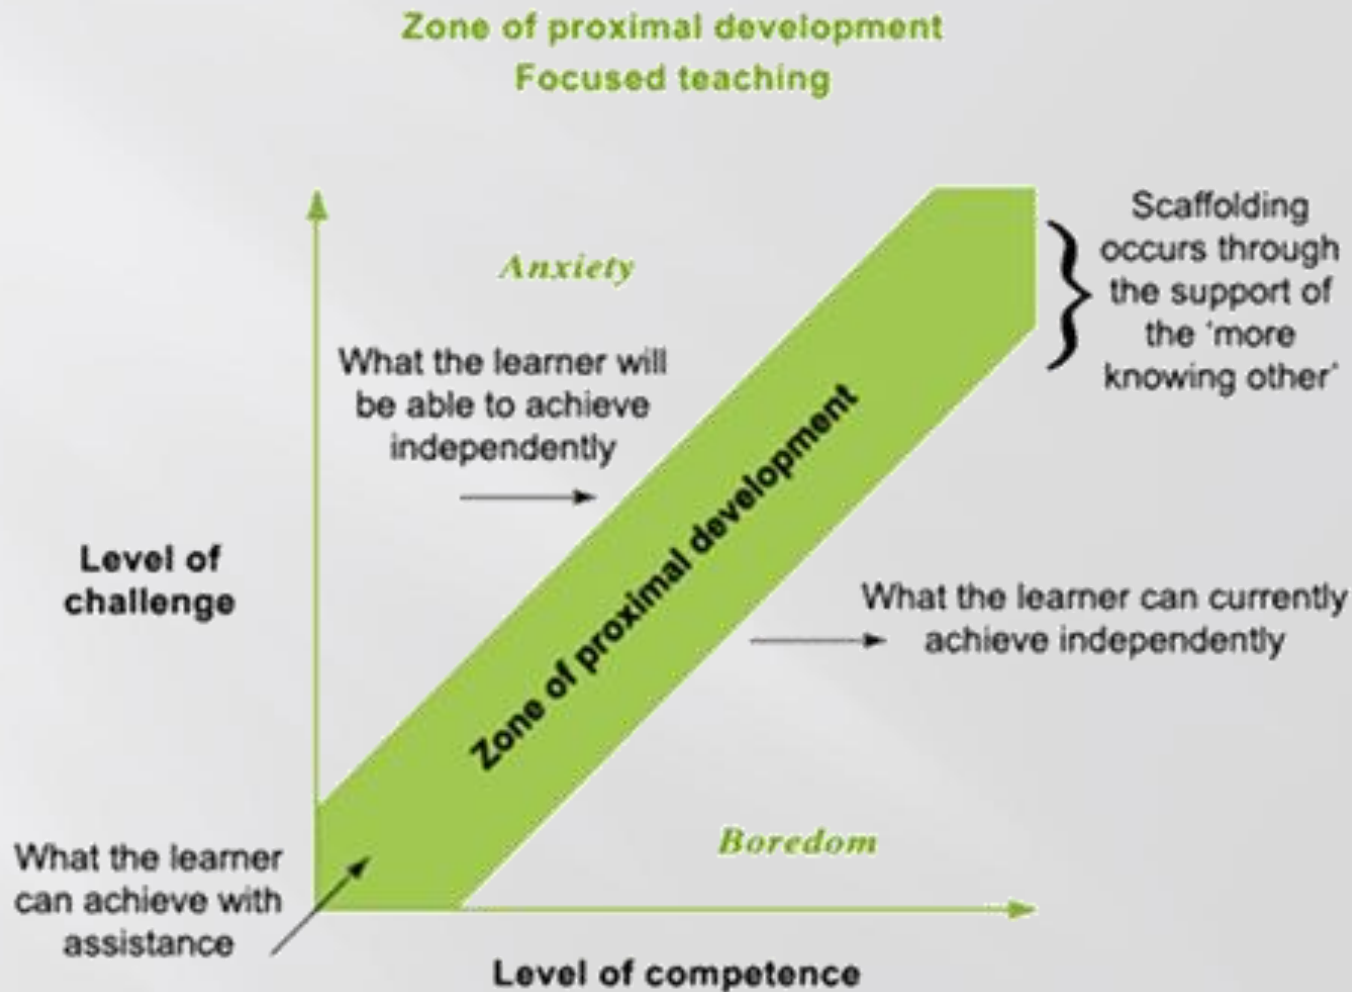 Zone of proximal development
Focused teaching
Anxiety
Scaffolding
occurs through
the support of
the ‘more
knowing other’
What the learner will
be able to achieve
independently
Zone of proximal development
Level of
challenge
What the learner can currently
achieve independently
Boredom
What the learner
can achieve with
assistance
Level of competence